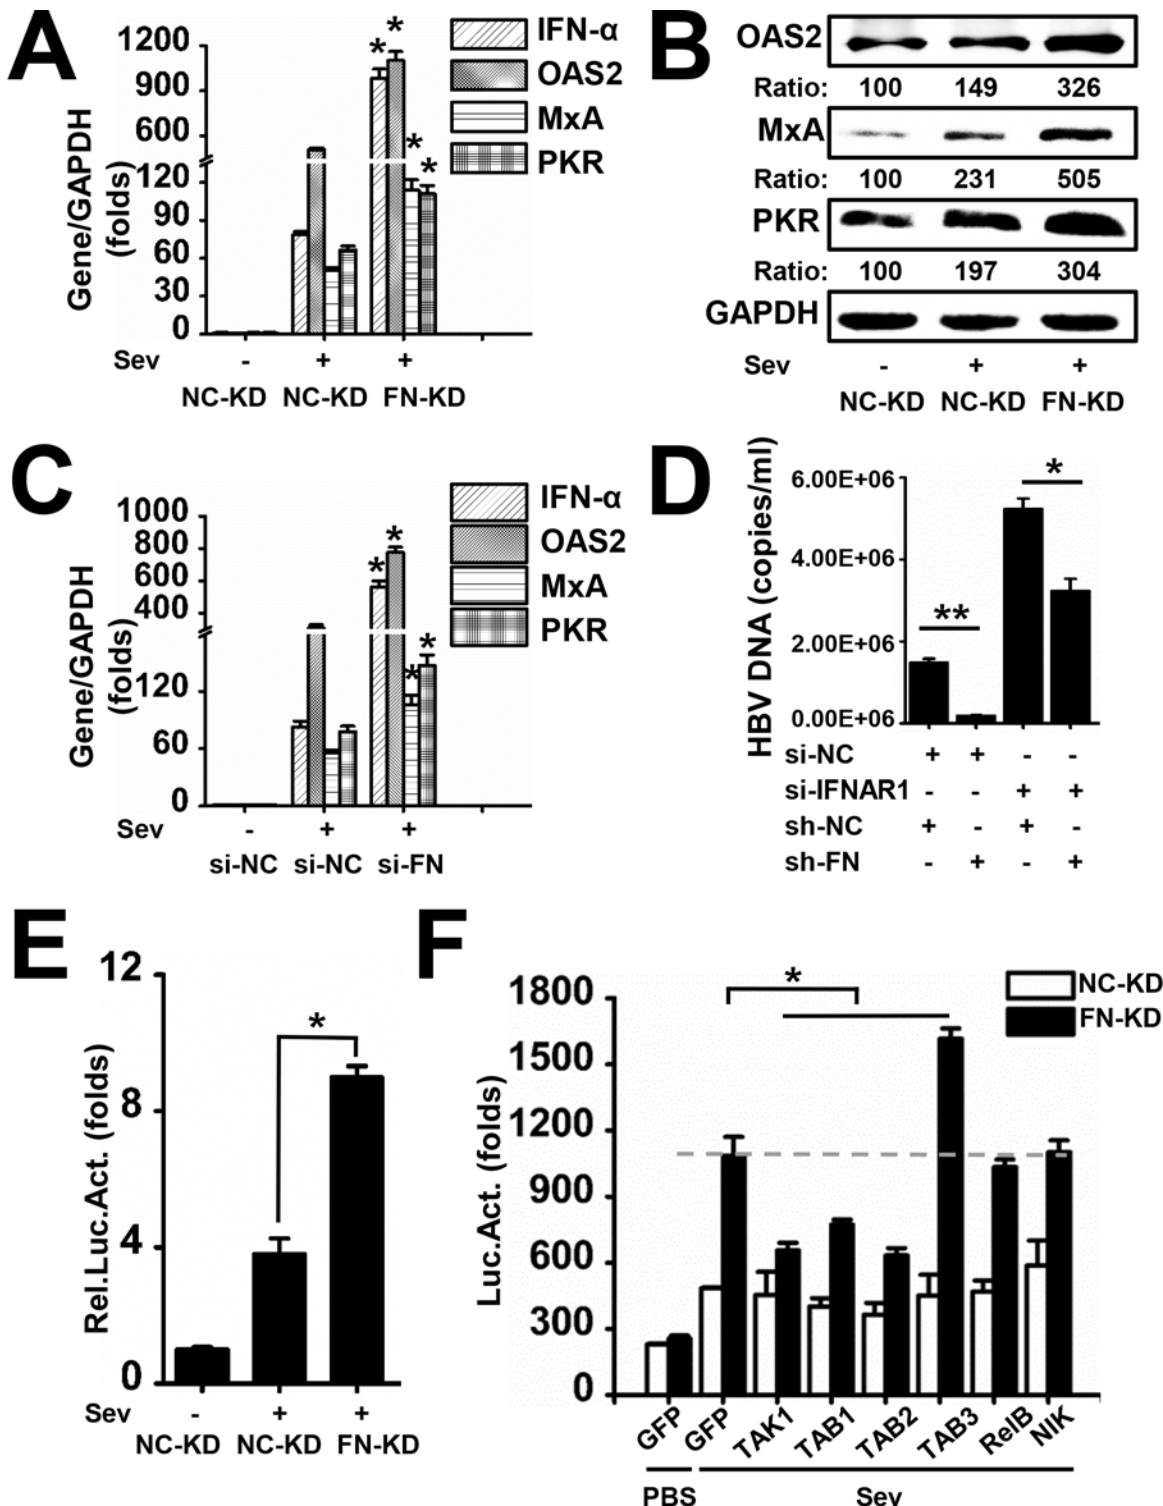 A
1200
900
600
120
90
60
30
0
Gene/GAPDH
(folds)
IFN-α
OAS2
MxA
PKR
* * * *
Sev - + +
NC-KD NC-KD FN-KD
B
OAS2
Ratio: 100 149 326
MxA
Ratio: 100 231 505
PKR
Ratio: 100 197 304
GAPDH
Sev - + +
NC-KD NC-KD FN-KD
C
1000
800
600
400
120
60
0
Gene/GAPDH
(folds)
IFN-α
OAS2
MxA
PKR
* * * *
Sev - + +
si-NC si-NC si-FN
D
HBV DNA (copies/ml)
6.00E+06
4.00E+06
2.00E+06
0.00E+06
** *
si-NC + + - -
si-IFNAR1 - - + +
sh-NC + - + -
sh-FN - + - +
E
12
8
4
0
Rel.Luc.Act. (folds)
*
Sev - + +
NC-KD NC-KD FN-KD
F
1800
1500
1200
900
600
300
0
Luc.Act. (folds)
*
NC-KD
FN-KD
GFP GFP TAK1 TAB1 TAB2 TAB3 RelB NIK
PBS Sev